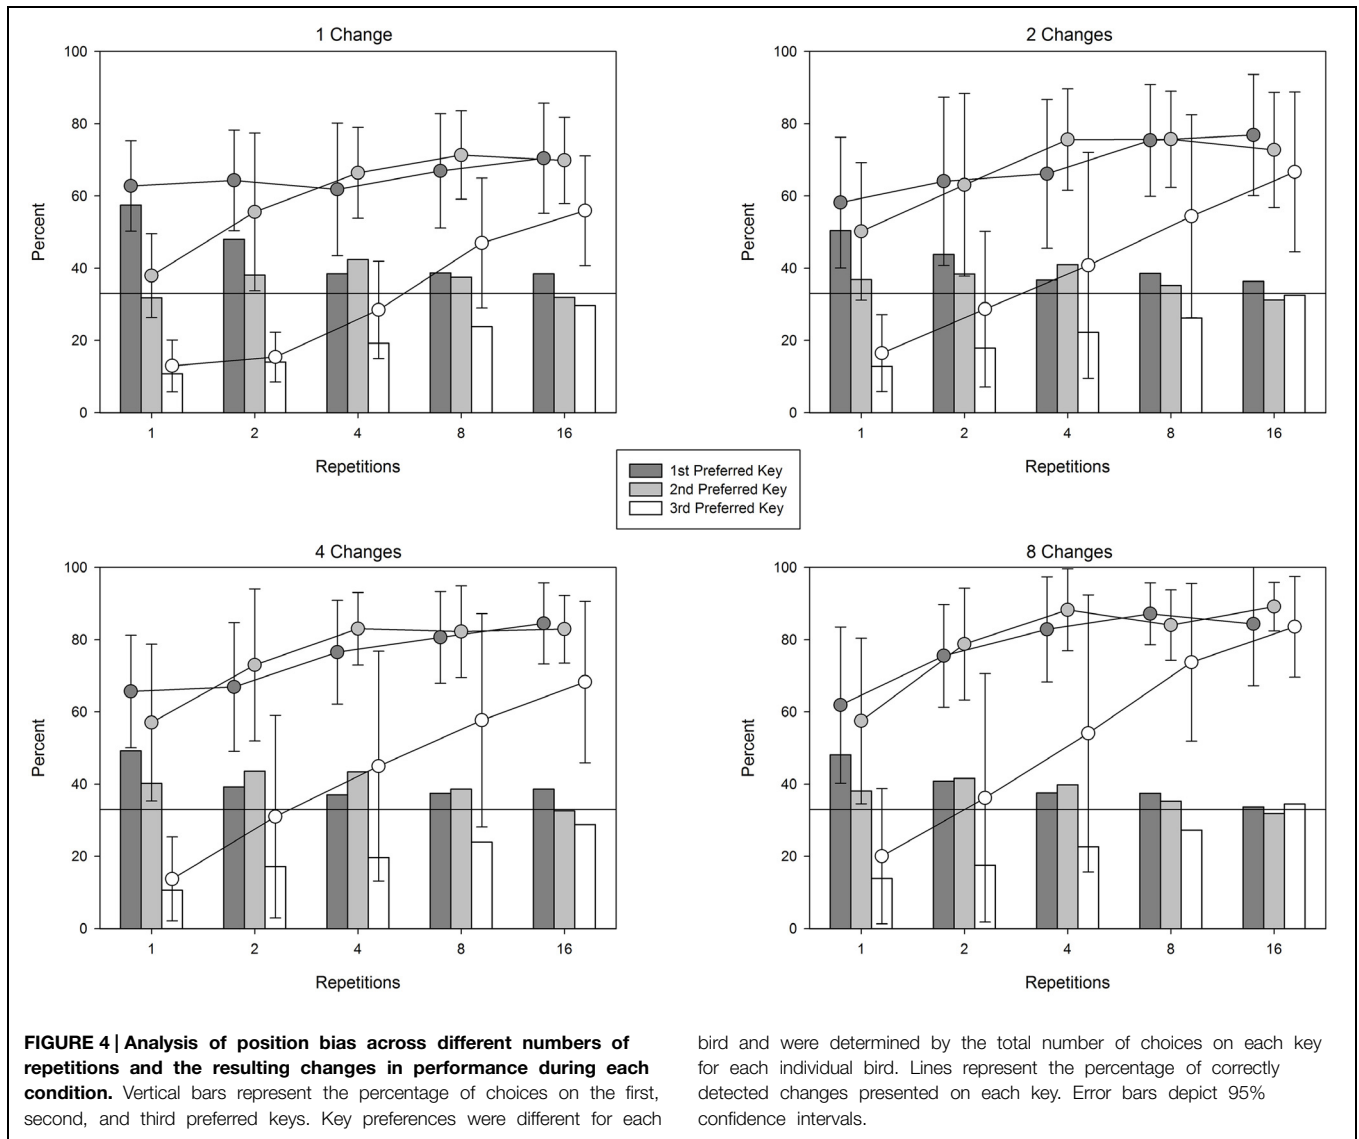 1 Change
100
80
60
40
20
0
Percent
1 2 4 8 16
Repetitions
2 Changes
100
80
60
40
20
0
Percent
1 2 4 8 16
Repetitions
1st Preferred Key
2nd Preferred Key
3rd Preferred Key
4 Changes
100
80
60
40
20
0
Percent
1 2 4 8 16
Repetitions
8 Changes
100
80
60
40
20
0
Percent
1 2 4 8 16
Repetitions
FIGURE 4 | Analysis of position bias across different numbers of
repetitions and the resulting changes in performance during each
condition. Vertical bars represent the percentage of choices on the first,
second, and third preferred keys. Key preferences were different for each
bird and were determined by the total number of choices on each key
for each individual bird. Lines represent the percentage of correctly
detected changes presented on each key. Error bars depict 95%
confidence intervals.